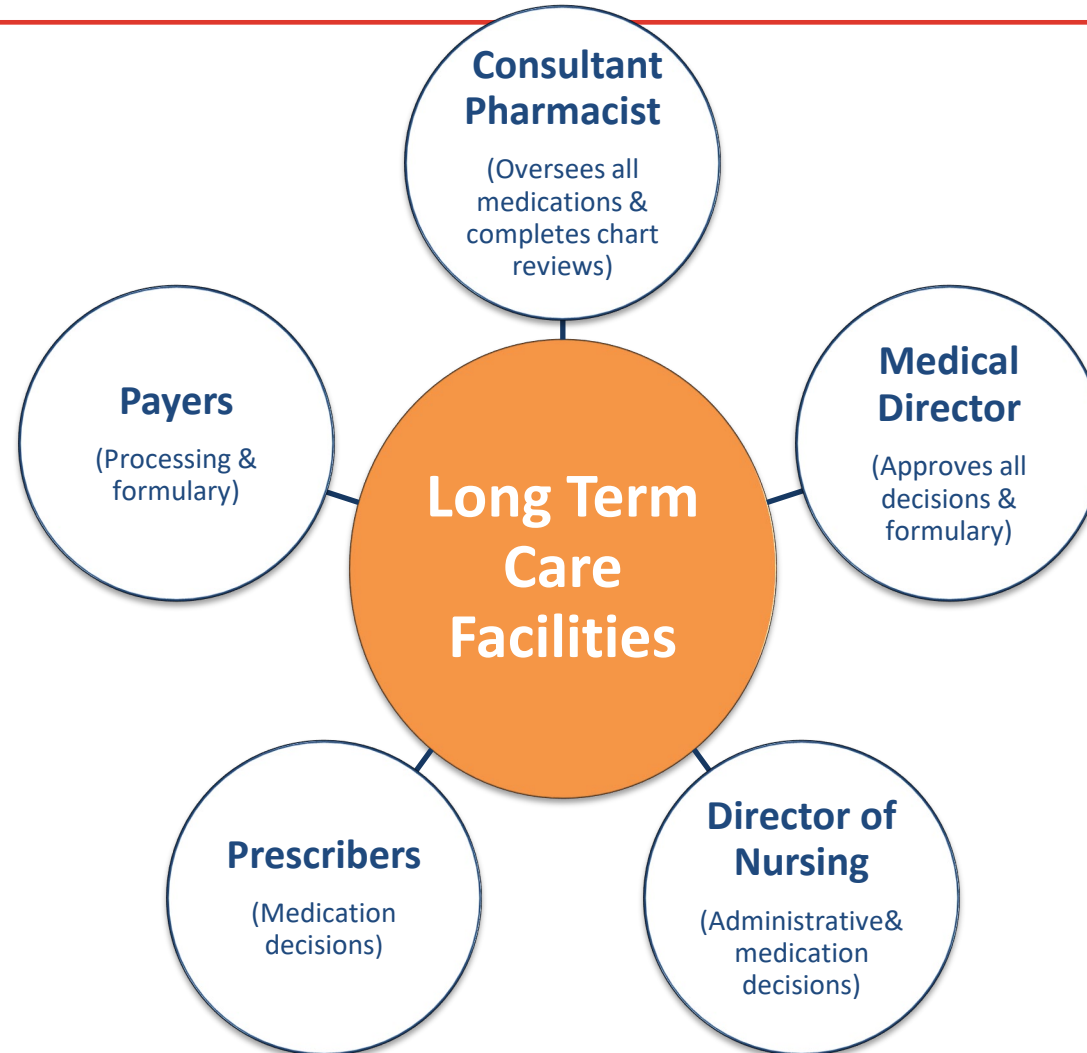 Consultant
Pharmacist
(Oversees all
medications &
completes chart
reviews)
Payers
(Processing &
formulary)
Medical
Director
(Approves all
decisions &
formulary)
Long Term
Care
Facilities
Prescribers
(Medication
decisions)
Director of
Nursing
(Administrative&
medication
decisions)